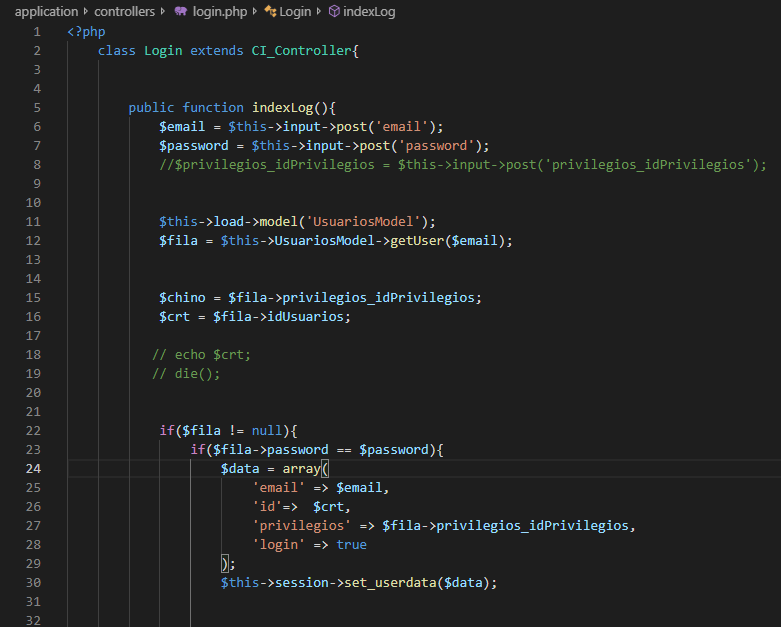 application › controllers › login.php › Login › indexLog
1 <?php
2 class Login extends CI_Controller{
3
4
5 public function indexLog(){
6 $email = $this->input->post('email');
7 $password = $this->input->post('password');
8 //$privilegios_idPrivilegios = $this->input->post('privilegios_idPrivilegios');
9
10
11 $this->load->model('UsuariosModel');
12 $fila = $this->UsuariosModel->getUser($email);
13
14
15 $chino = $fila->privilegios_idPrivilegios;
16 $crt = $fila->idUsuarios;
17
18 // echo $crt;
19 // die();
20
21
22 if($fila != null){
23 if($fila->password == $password){
24 $data = array(
25 'email' => $email,
26 'id'=> $crt,
27 'privilegios' => $fila->privilegios_idPrivilegios,
28 'login' => true
29 );
30 $this->session->set_userdata($data);
31
32